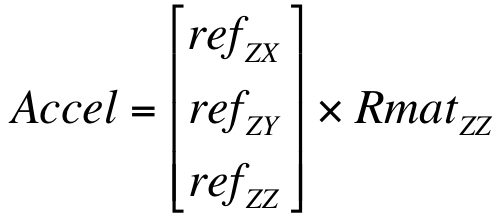 Accel = [ref_ZX
ref_ZY
ref_ZZ] × Rmat_ZZ